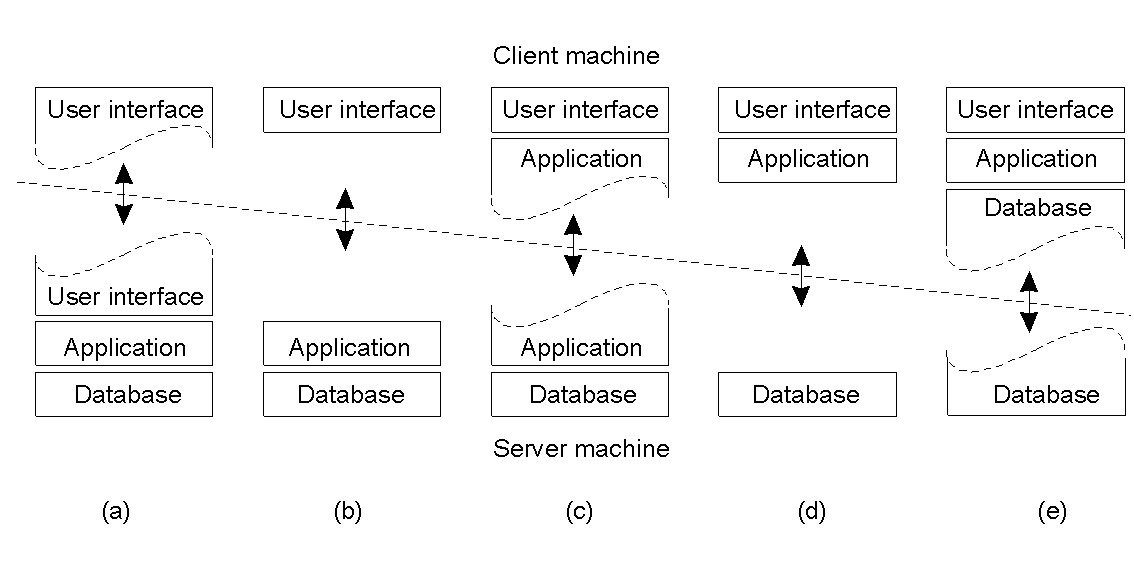 Client machine
User interface
User interface
User interface
User interface
User interface
Application
Application
Application
Database
User interface
Application
Application
Application
Database
Database
Database
Database
Database
Server machine
(a)
(b)
(c)
(d)
(e)